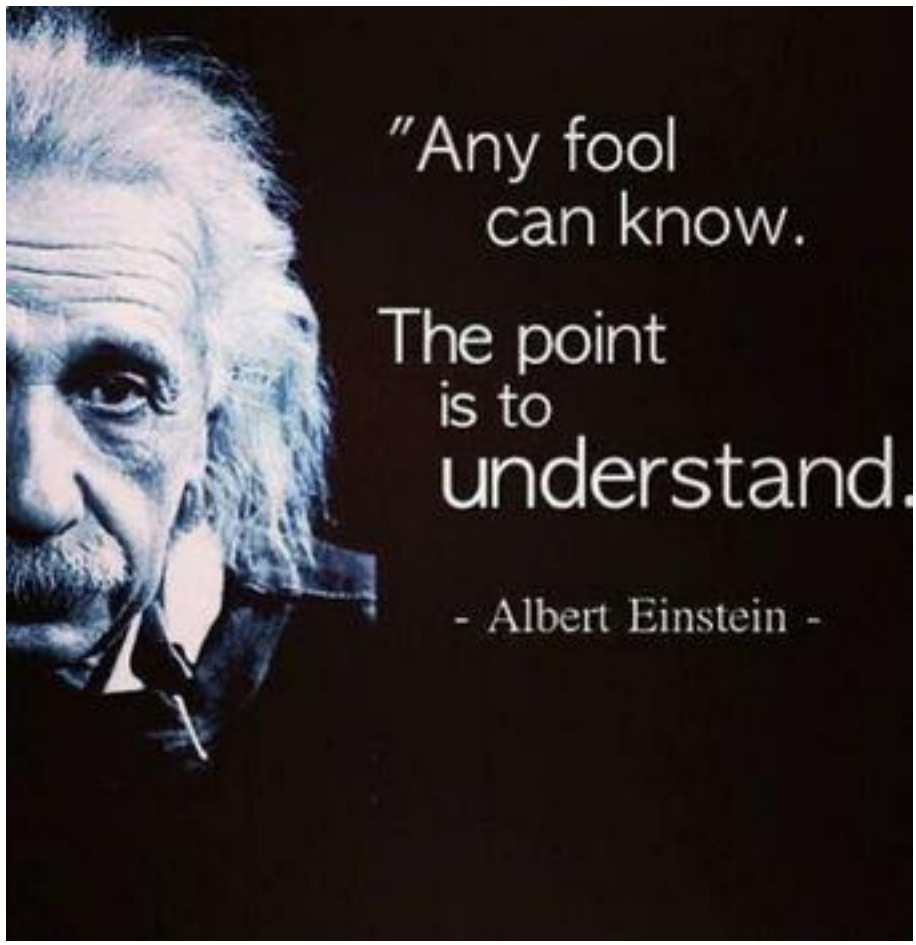 "Any fool
can know.
The point
is to
understand.
- Albert Einstein -